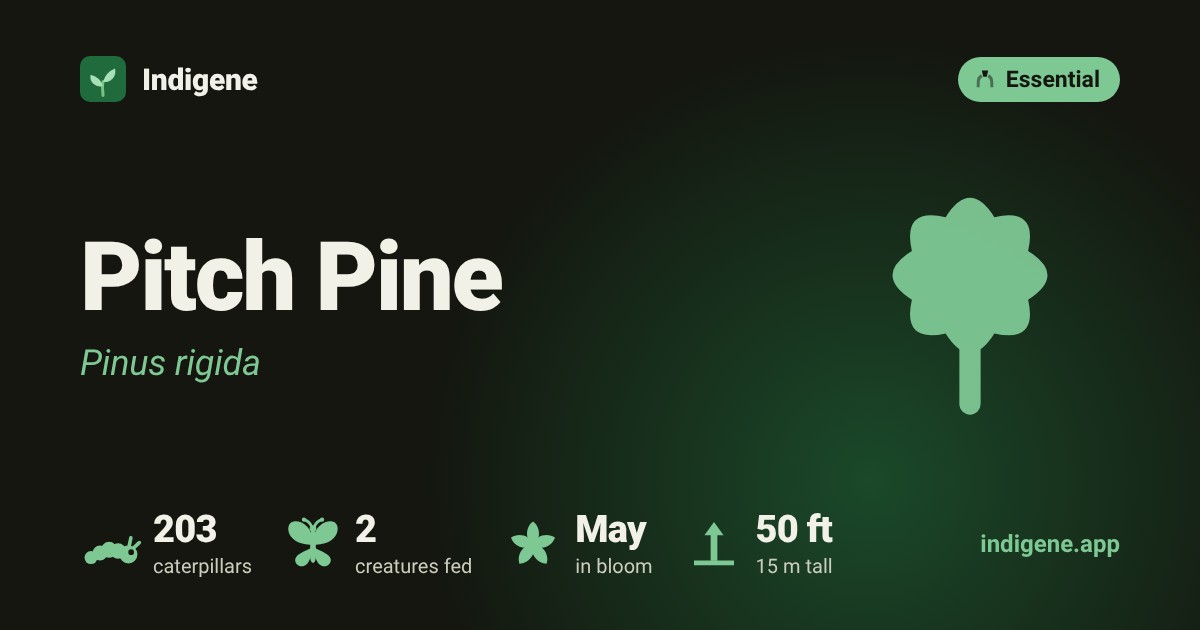 Indigene
Essential
Pitch Pine
Pinus rigida
203
caterpillars
2
creatures fed
May
in bloom
50 ft
15 m tall
indigene.app